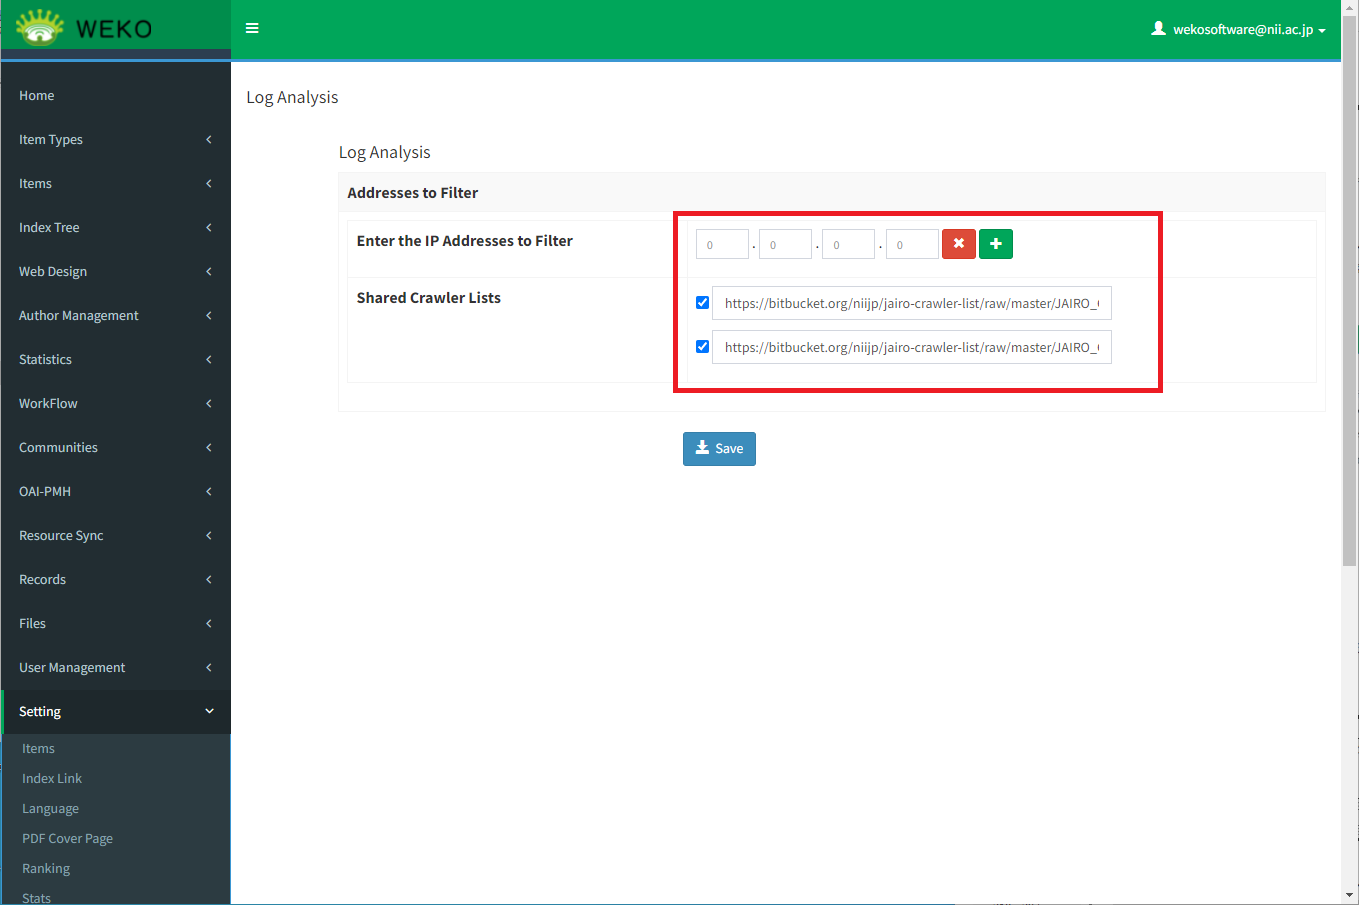 WEKO
wekosoftware@nii.ac.jp
Home
Item Types
Items
Index Tree
Web Design
Author Management
Statistics
WorkFlow
Communities
OAI-PMH
Resource Sync
Records
Files
User Management
Setting
Items
Index Link
Language
PDF Cover Page
Ranking
Stats
Log Analysis
Log Analysis
Addresses to Filter
Enter the IP Addresses to Filter
0 . 0 . 0 . 0
Shared Crawler Lists
https://bitbucket.org/niijp/jairo-crawler-list/raw/master/JAIRO_
https://bitbucket.org/niijp/jairo-crawler-list/raw/master/JAIRO_
Save